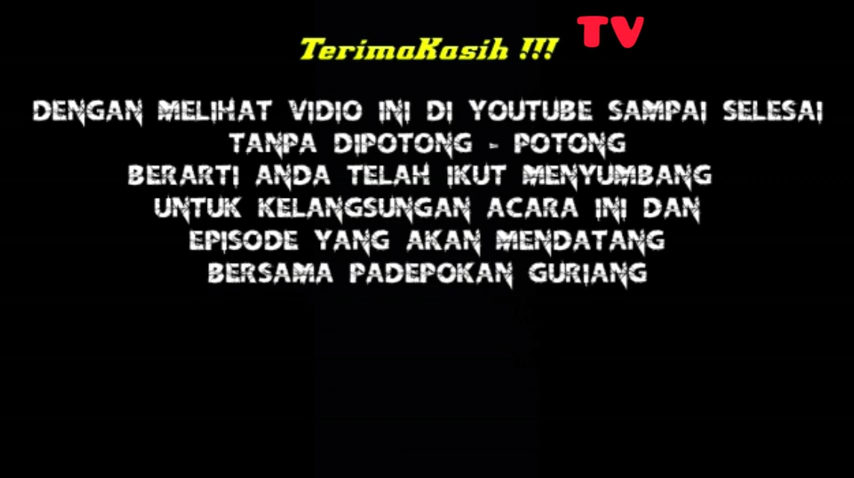 TerimaKasih !!! TV
DENGAN MELIHAT VIDIO INI DI YOUTUBE SAMPAI SELESAI
TANPA DIPOTONG - POTONG
BERARTI ANDA TELAH IKUT MENYUMBANG
UNTUK KELANGSUNGAN ACARA INI DAN
EPISODE YANG AKAN MENDATANG
BERSAMA PADEPOKAN GURIANG